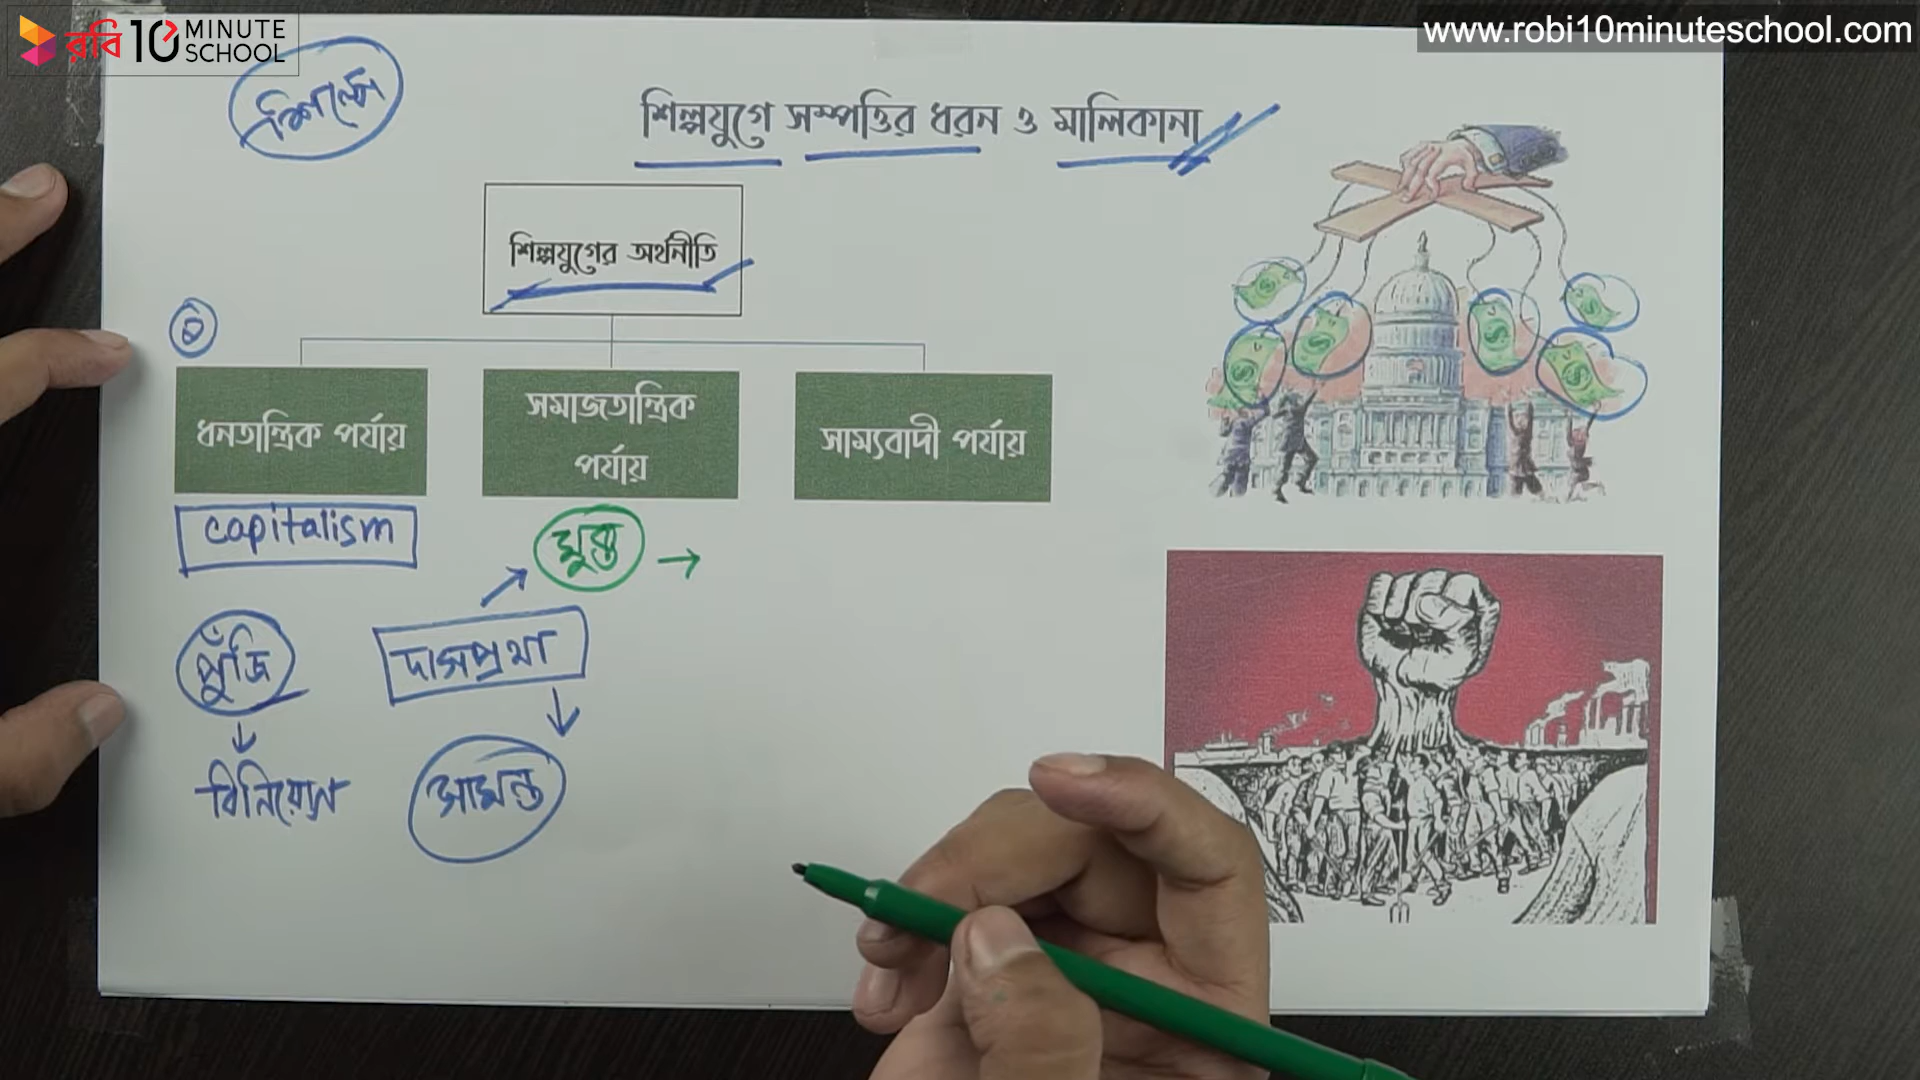 রবি 10 MINUTE SCHOOL
www.robi10minuteschool.com
শিল্পযুগে সম্পত্তির ধরন ও মালিকানা
শিল্পযুগের অর্থনীতি
ধনতান্ত্রিক পর্যায়
সমাজতান্ত্রিক
পর্যায়
সাম্যবাদী পর্যায়
capitalism
মুক্ত
পুঁজি
দাসপ্রথা
বিনিয়োগ
সামন্ত